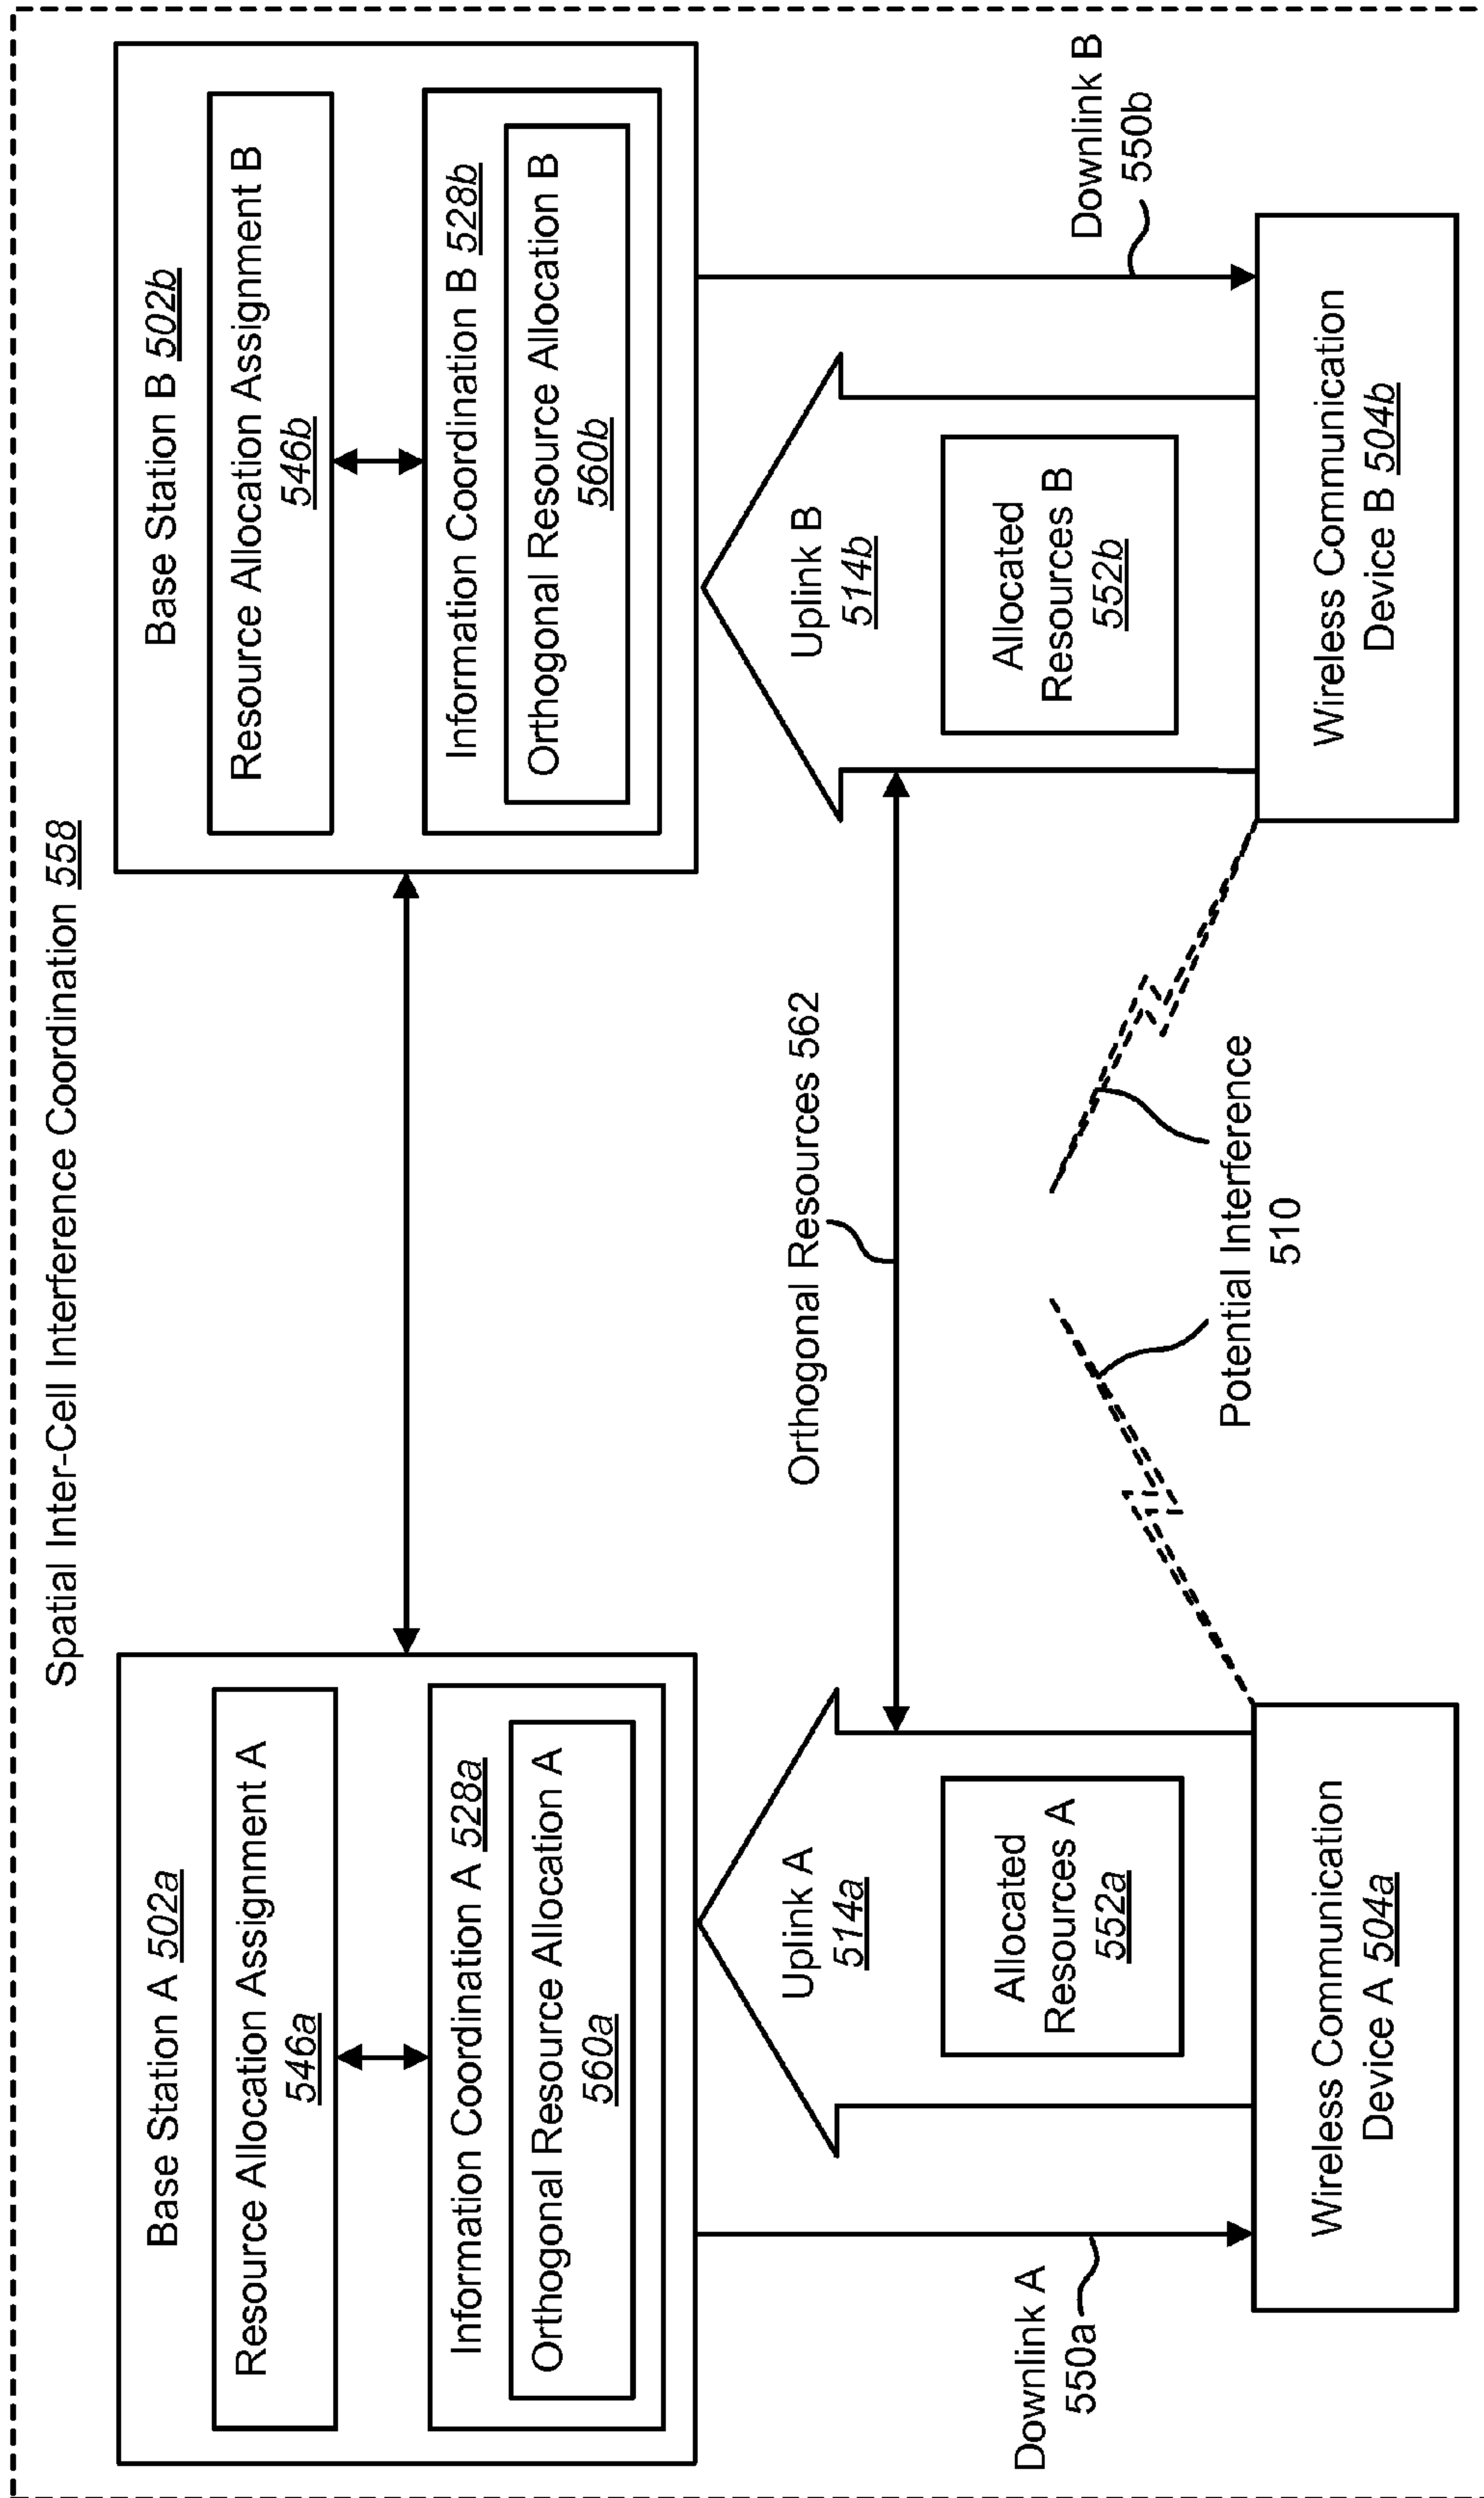 Spatial Inter-Cell Interference Coordination 558
Base Station A 502a
Resource Allocation Assignment A
546a
Information Coordination A 528a
Orthogonal Resource Allocation A
560a
Base Station B 502b
Resource Allocation Assignment B
546b
Information Coordination B 528b
Orthogonal Resource Allocation B
560b
Uplink A
514a
Allocated
Resources A
552a
Orthogonal Resources 562
Uplink B
514b
Allocated
Resources B
552b
Downlink A
550a
Downlink B
550b
Potential Interference
510
Wireless Communication
Device A 504a
Wireless Communication
Device B 504b